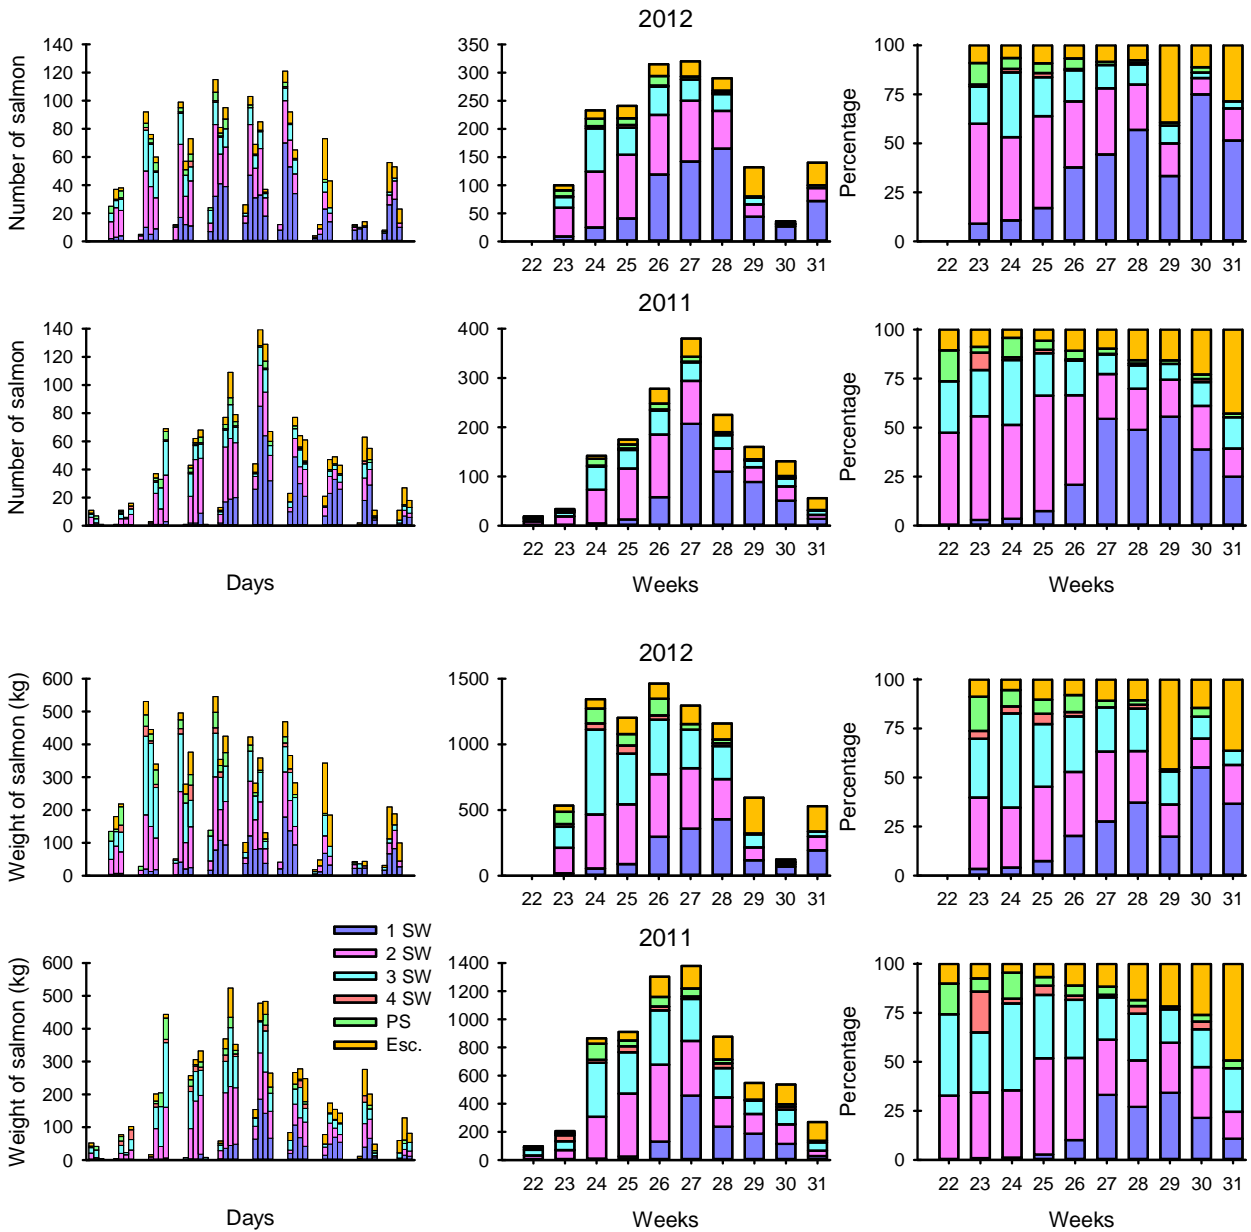 2012
Number of salmon
140
120
100
80
60
40
20
0
350
300
250
200
150
100
50
0
22 23 24 25 26 27 28 29 30 31
Percentage
100
75
50
25
0
22 23 24 25 26 27 28 29 30 31
2011
Number of salmon
140
120
100
80
60
40
20
0
Days
400
300
200
100
0
22 23 24 25 26 27 28 29 30 31
Weeks
Percentage
100
75
50
25
0
22 23 24 25 26 27 28 29 30 31
Weeks
2012
Weight of salmon (kg)
600
500
400
300
200
100
0
1500
1000
500
0
22 23 24 25 26 27 28 29 30 31
Percentage
100
75
50
25
0
22 23 24 25 26 27 28 29 30 31
1 SW
2 SW
3 SW
4 SW
PS
Esc.
2011
Weight of salmon (kg)
600
500
400
300
200
100
0
Days
1400
1200
1000
800
600
400
200
0
22 23 24 25 26 27 28 29 30 31
Weeks
Percentage
100
75
50
25
0
22 23 24 25 26 27 28 29 30 31
Weeks